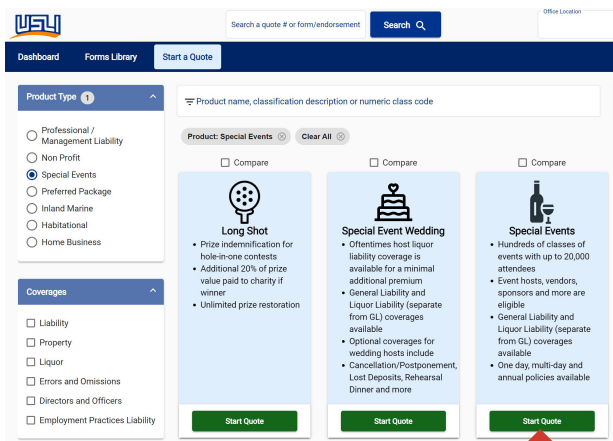 USLI
Search a quote # or form/endorsement
Search
Office Location
Dashboard
Forms Library
Start a Quote
Product Type 1
Professional /
Management Liability
Non Profit
Special Events
Preferred Package
Inland Marine
Habitational
Home Business
Coverages
Liability
Property
Liquor
Errors and Omissions
Directors and Officers
Employment Practices Liability
Product name, classification description or numeric class code
Product: Special Events
Clear All
Compare
Long Shot
• Prize indemnification for
hole-in-one contests
• Additional 20% of prize
value paid to charity if
winner
• Unlimited prize restoration
Start Quote
Compare
Special Event Wedding
• Oftentimes host liquor
liability coverage is
available for a minimal
additional premium
• General Liability and
Liquor Liability (separate
from GL) coverages
available
• Optional coverages for
wedding hosts include
• Cancellation/Postponement,
Lost Deposits, Rehearsal
Dinner and more
Start Quote
Compare
Special Events
• Hundreds of classes of
events with up to 20,000
attendees
• Event hosts, vendors,
sponsors and more are
eligible
• General Liability and
Liquor Liability (separate
from GL) coverages
available
• One day, multi-day and
annual policies available
Start Quote